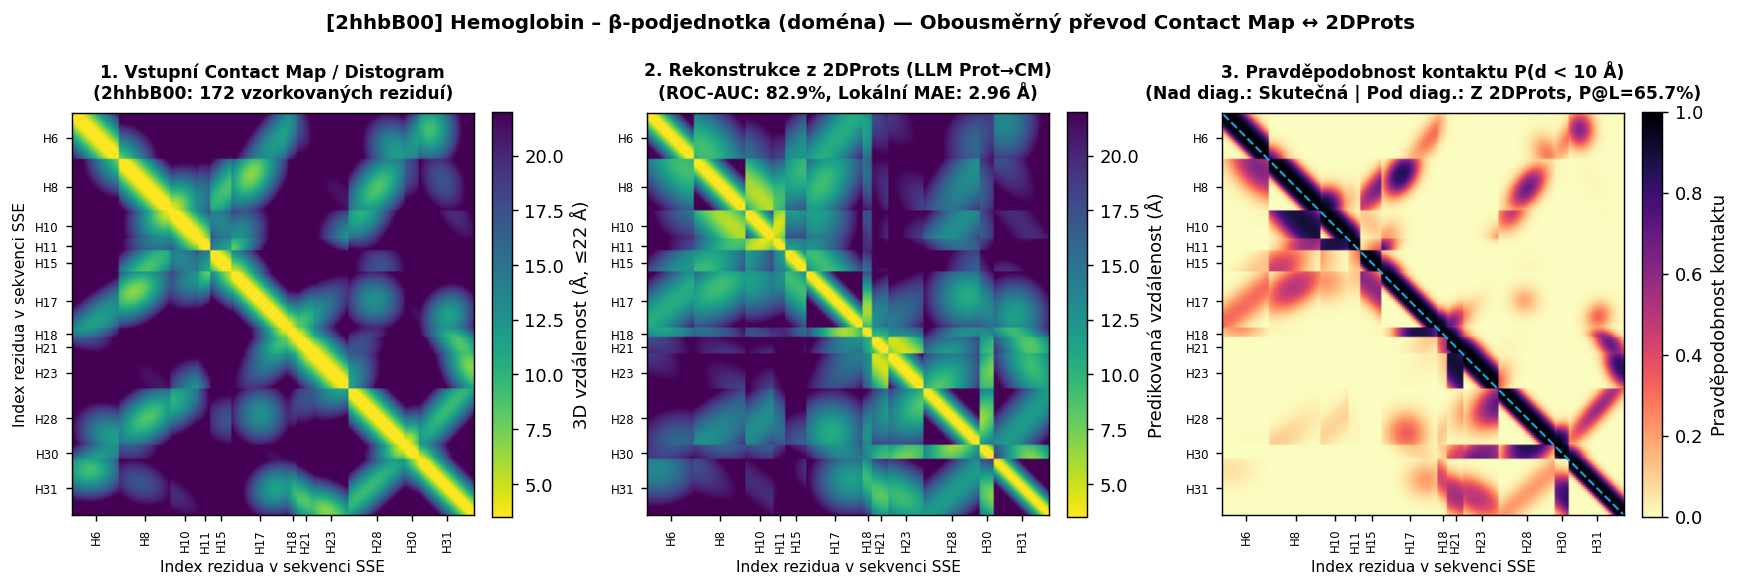 [2hhbB00] Hemoglobin – β-podjednotka (doména) — Obousměrný převod Contact Map ↔ 2DProts
1. Vstupní Contact Map / Distogram
(2hhbB00: 172 vzorkovaných reziduí)
Index rezidua v sekvenci SSE
H6
H8
H10
H11
H15
H17
H18
H21
H23
H28
H30
H31
H6
H8
H10
H11
H15
H17
H18
H21
H23
H28
H30
H31
Index rezidua v sekvenci SSE
20.0
17.5
15.0
12.5
10.0
7.5
5.0
3D vzdálenost (Å, ≤22 Å)
2. Rekonstrukce z 2DProts (LLM Prot→CM)
(ROC-AUC: 82.9%, Lokální MAE: 2.96 Å)
H6
H8
H10
H11
H15
H17
H18
H21
H23
H28
H30
H31
H6
H8
H10
H11
H15
H17
H18
H21
H23
H28
H30
H31
Index rezidua v sekvenci SSE
20.0
17.5
15.0
12.5
10.0
7.5
5.0
Predikovaná vzdálenost (Å)
3. Pravděpodobnost kontaktu P(d < 10 Å)
(Nad diag.: Skutečná | Pod diag.: Z 2DProts, P@L=65.7%)
H6
H8
H10
H11
H15
H17
H18
H21
H23
H28
H30
H31
H6
H8
H10
H11
H15
H17
H18
H21
H23
H28
H30
H31
Index rezidua v sekvenci SSE
1.0
0.8
0.6
0.4
0.2
0.0
Pravděpodobnost kontaktu